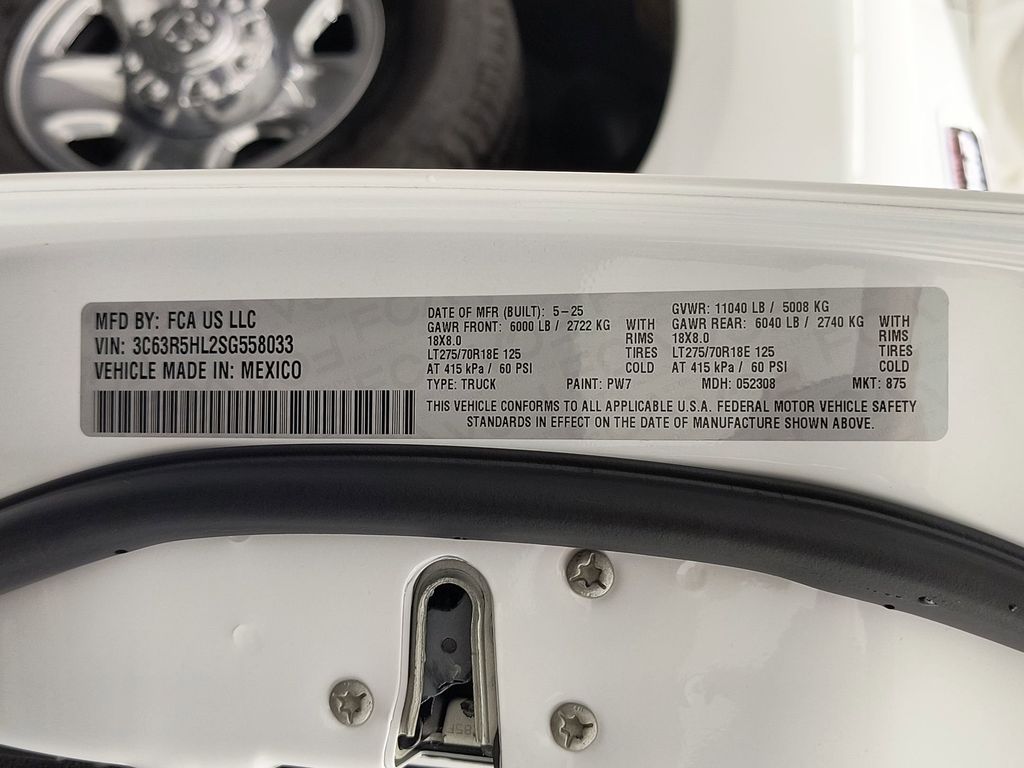 MFD BY: FCA US LLC
VIN: 3C63R5HL2SG558033
VEHICLE MADE IN: MEXICO
DATE OF MFR (BUILT): 5-25
GAWR FRONT: 6000 LB / 2722 KG WITH
18X8.0 RIMS
LT275/70R18E 125 TIRES
AT 415 kPa / 60 PSI COLD
TYPE: TRUCK PAINT: PW7
GVWR: 11040 LB / 5008 KG
GAWR REAR: 6040 LB / 2740 KG WITH
18X8.0 RIMS
LT275/70R18E 125 TIRES
AT 415 kPa / 60 PSI COLD
MDH: 052308 MKT: 875
THIS VEHICLE CONFORMS TO ALL APPLICABLE U.S.A. FEDERAL MOTOR VEHICLE SAFETY
STANDARDS IN EFFECT ON THE DATE OF MANUFACTURE SHOWN ABOVE.